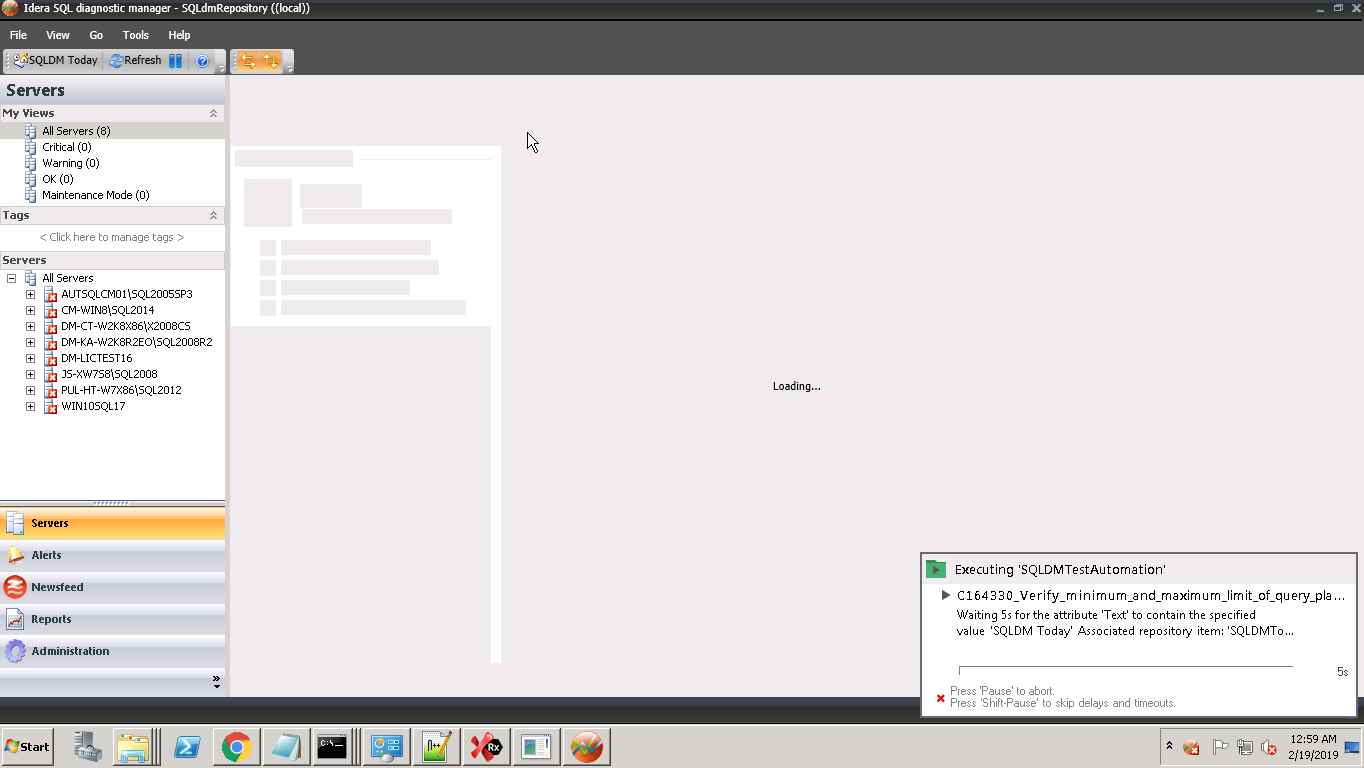 Idera SQL diagnostic manager - SQLdmRepository ((local))
File View Go Tools Help
SQLDM Today Refresh
Servers
My Views
All Servers (8)
Critical (0)
Warning (0)
OK (0)
Maintenance Mode (0)
Tags
< Click here to manage tags >
Servers
All Servers
AUTSQLCM01\SQL2005SP3
CM-WIN8\SQL2014
DM-CT-W2K8X86\X2008CS
DM-KA-W2K8R2EO\SQL2008R2
DM-LICTEST16
JS-XW7S8\SQL2008
PUL-HT-W7X86\SQL2012
WIN10SQL17
Loading...
Servers
Alerts
Newsfeed
Reports
Administration
Executing 'SQLDMTestAutomation'
C164330_Verify_minimum_and_maximum_limit_of_query_pla...
Waiting 5s for the attribute 'Text' to contain the specified
value 'SQLDM Today' Associated repository item: 'SQLDMTo...
5s
Press 'Pause' to abort.
Press 'Shift-Pause' to skip delays and timeouts.
Start
C:\_
Rx
12:59 AM
2/19/2019